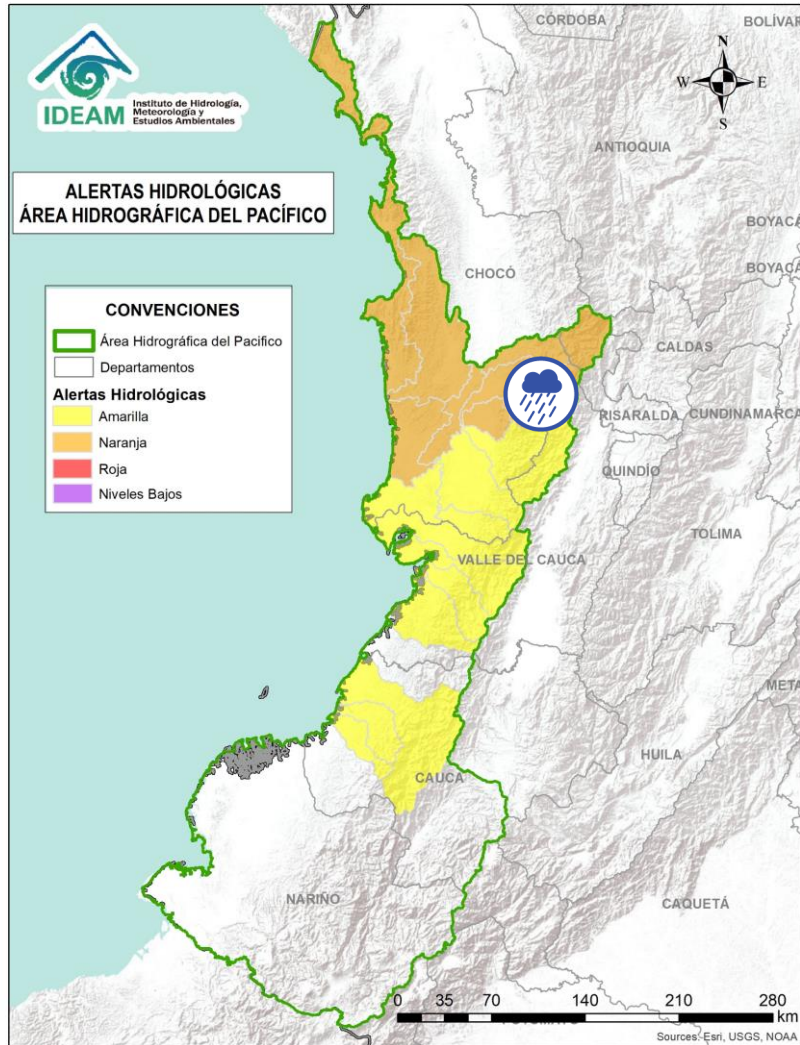 CÓRDOBA
BOLÍVAR
N
W E
S
IDEAM
Instituto de Hidrología,
Meteorología y
Estudios Ambientales
ANTIOQUIA
ALERTAS HIDROLÓGICAS
ÁREA HIDROGRÁFICA DEL PACÍFICO
BOYACÁ
BOYACÁ
CHOCÓ
CONVENCIONES
Área Hidrográfica del Pacifico
Departamentos
Alertas Hidrológicas
Amarilla
Naranja
Roja
Niveles Bajos
CALDAS
RISARALDA
CUNDINAMARCA
QUINDÍO
TOLIMA
VALLE DEL CAUCA
META
HUILA
CAUCA
NARIÑO
CAQUETÁ
0 35 70 140 210 280
km
Sources: Esri, USGS, NOAA